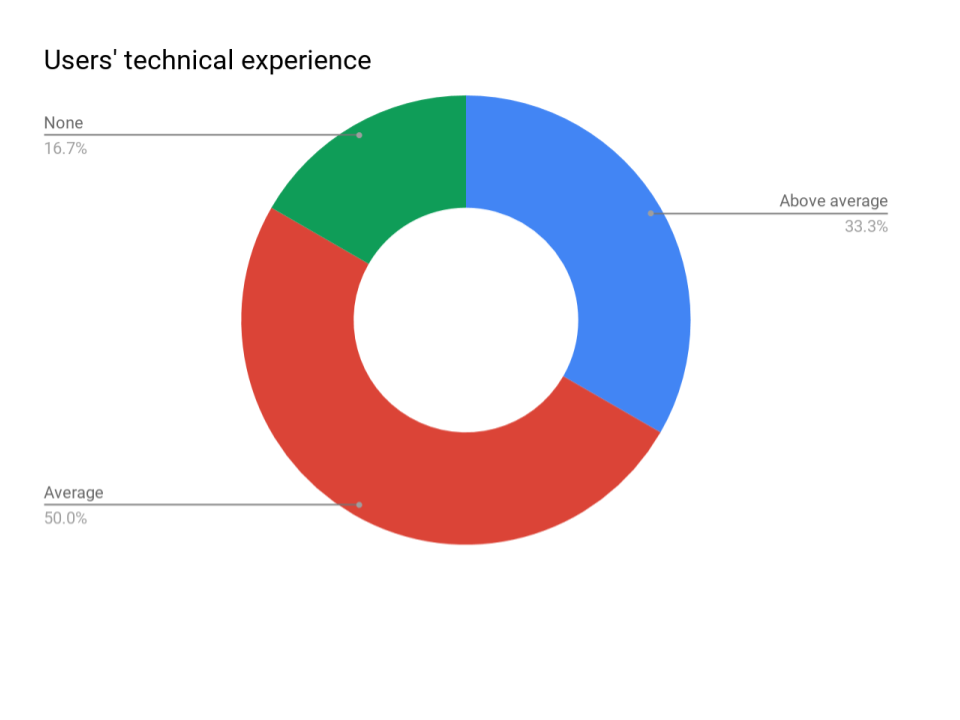 Users' technical experience
None
16.7%
Above average
33.3%
Average
50.0%